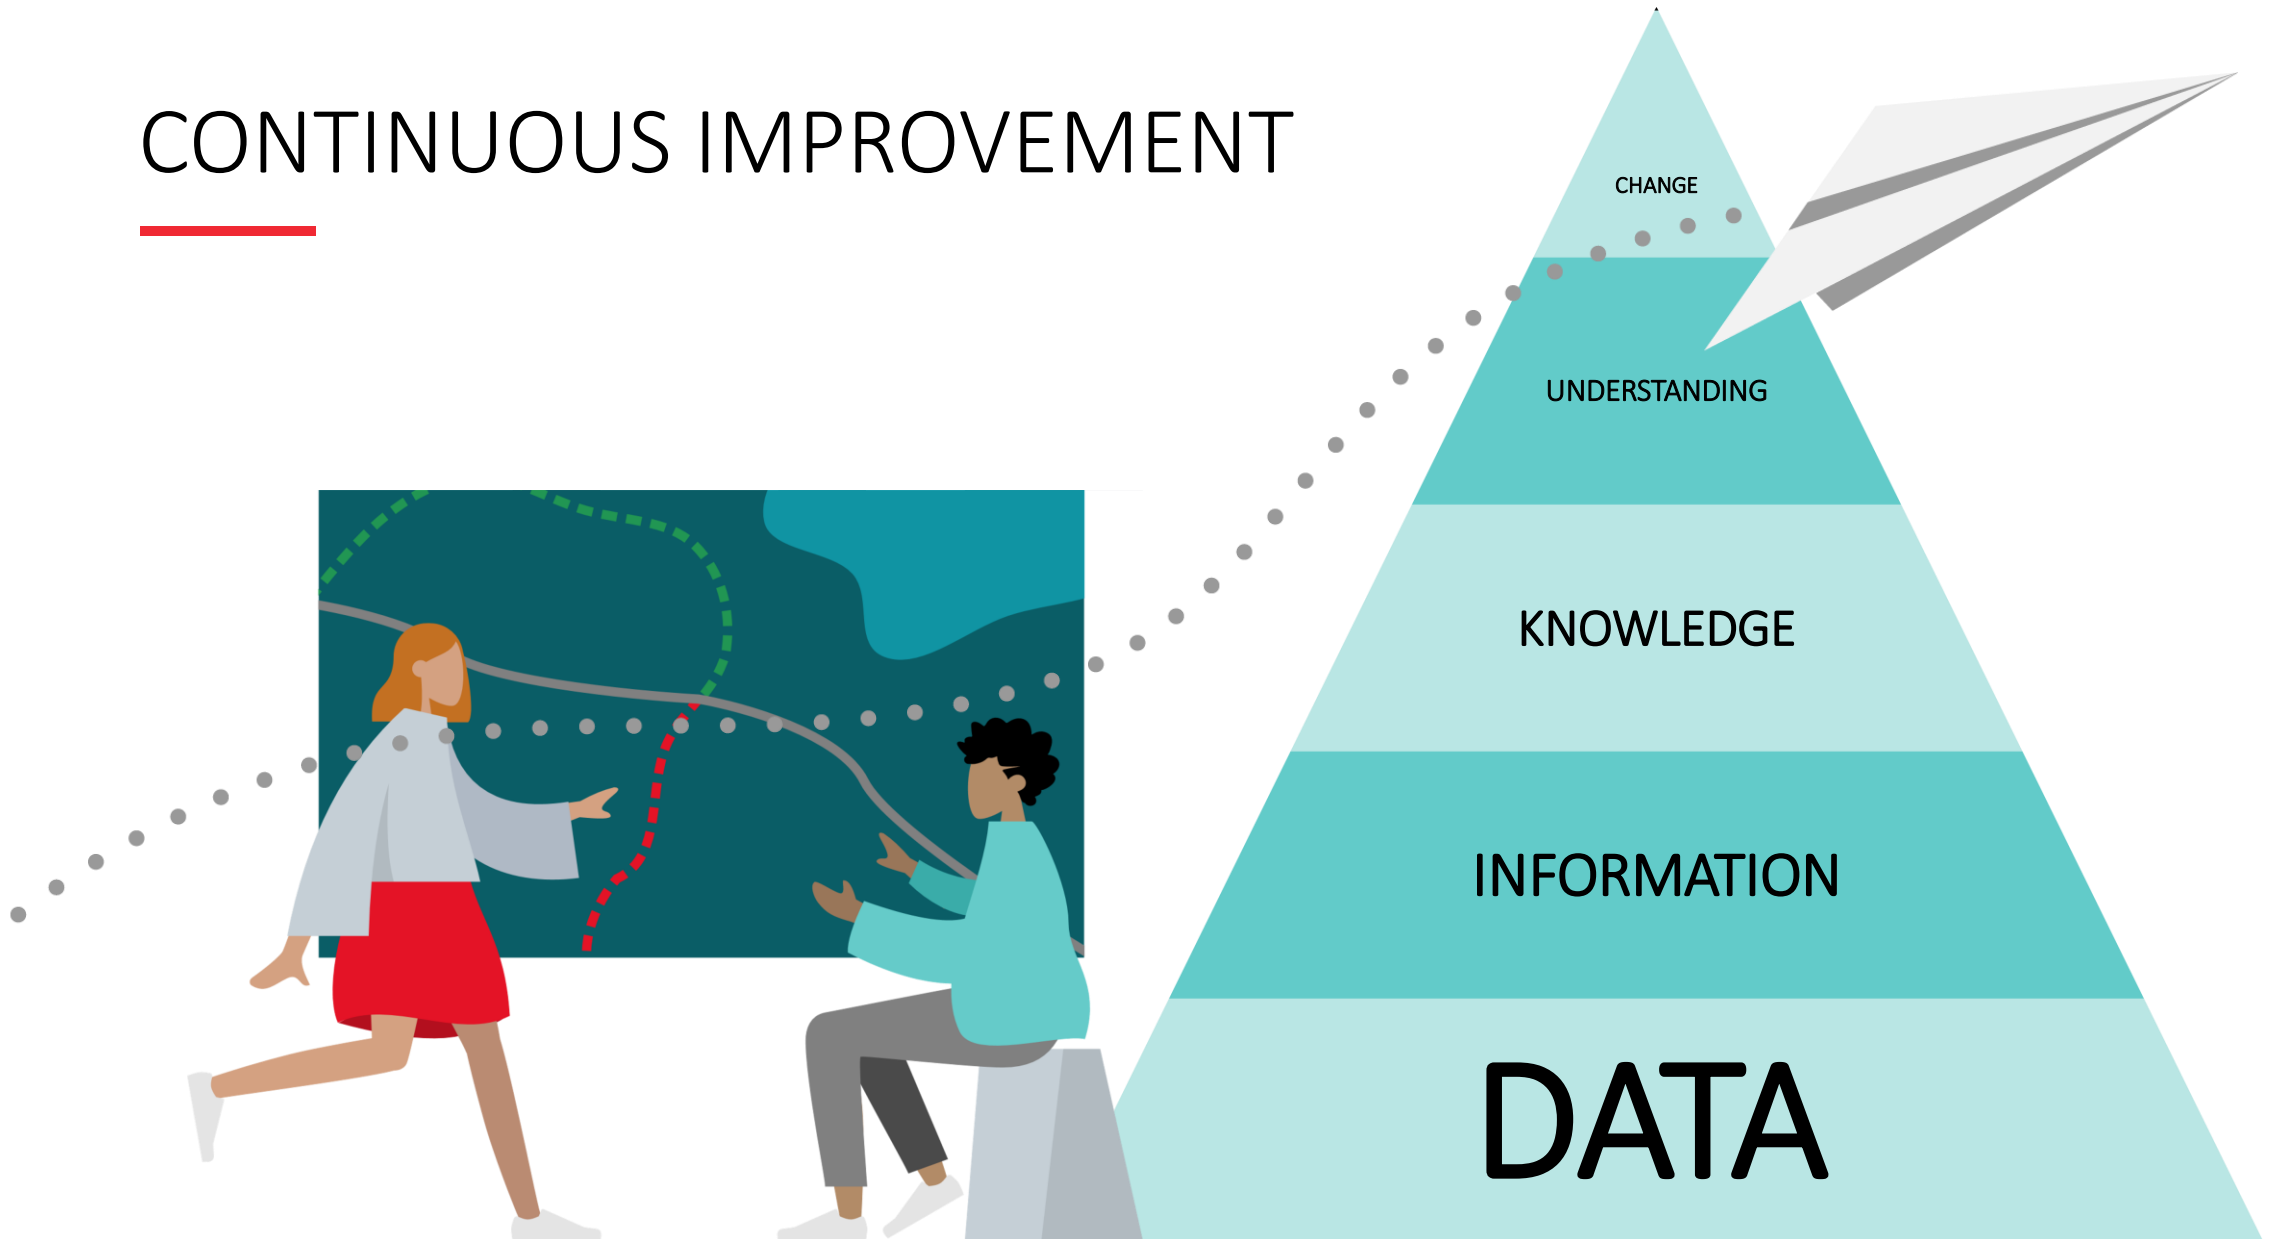 CONTINUOUS IMPROVEMENT
CHANGE
UNDERSTANDING
KNOWLEDGE
INFORMATION
DATA